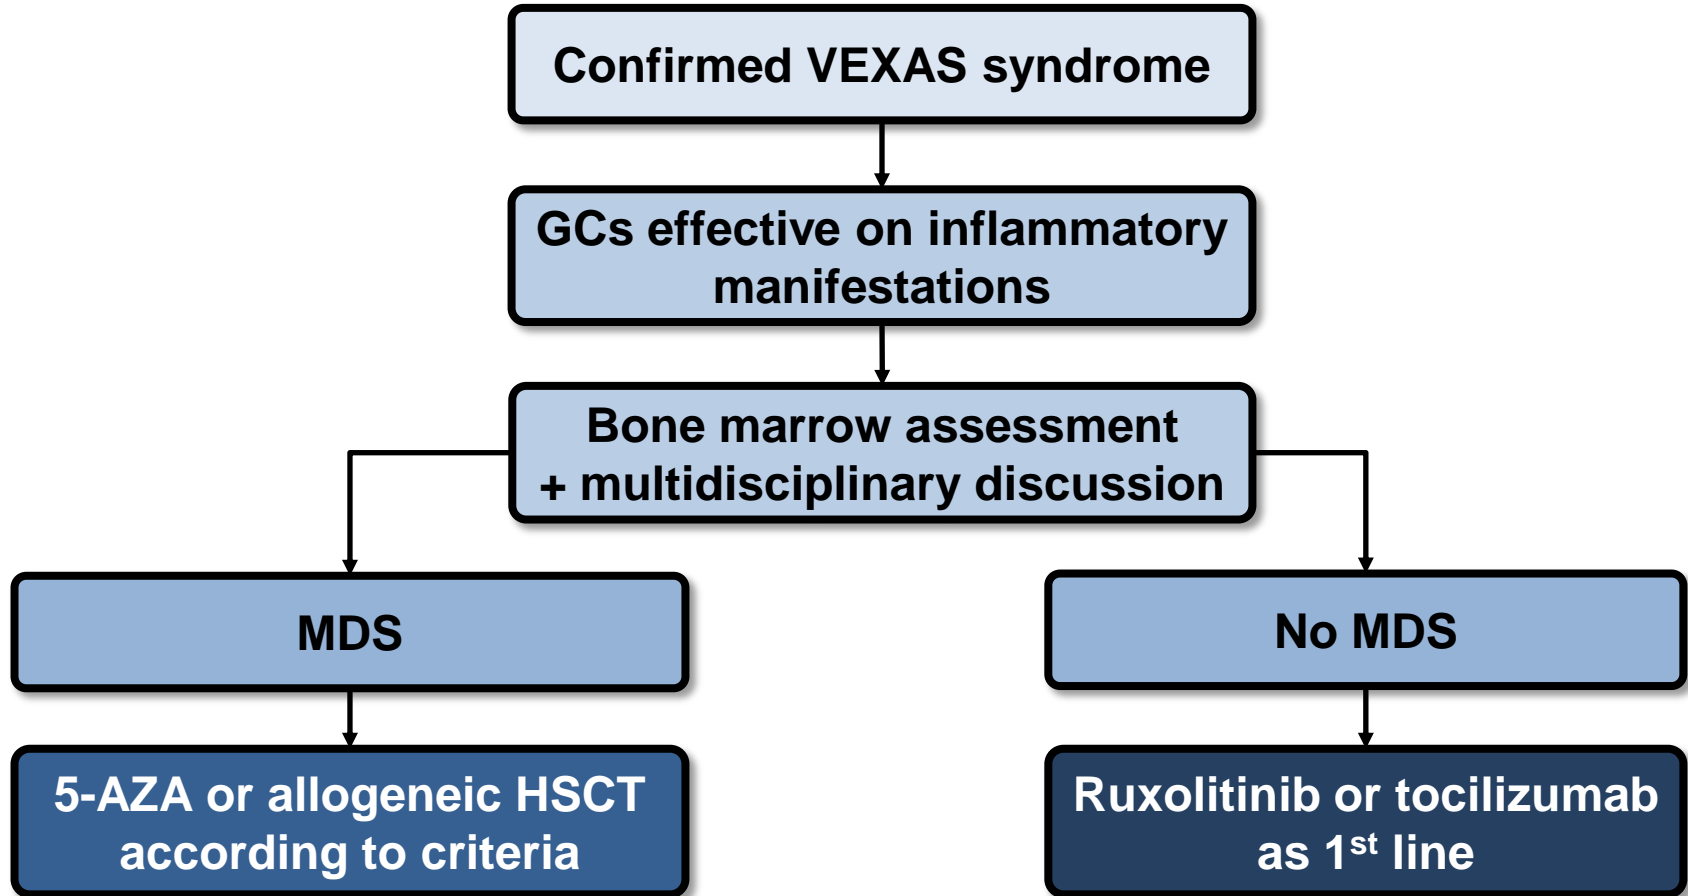 Confirmed VEXAS syndrome
GCs effective on inflammatory
manifestations
Bone marrow assessment
+ multidisciplinary discussion
MDS
No MDS
5-AZA or allogeneic HSCT
according to criteria
Ruxolitinib or tocilizumab
as 1st line